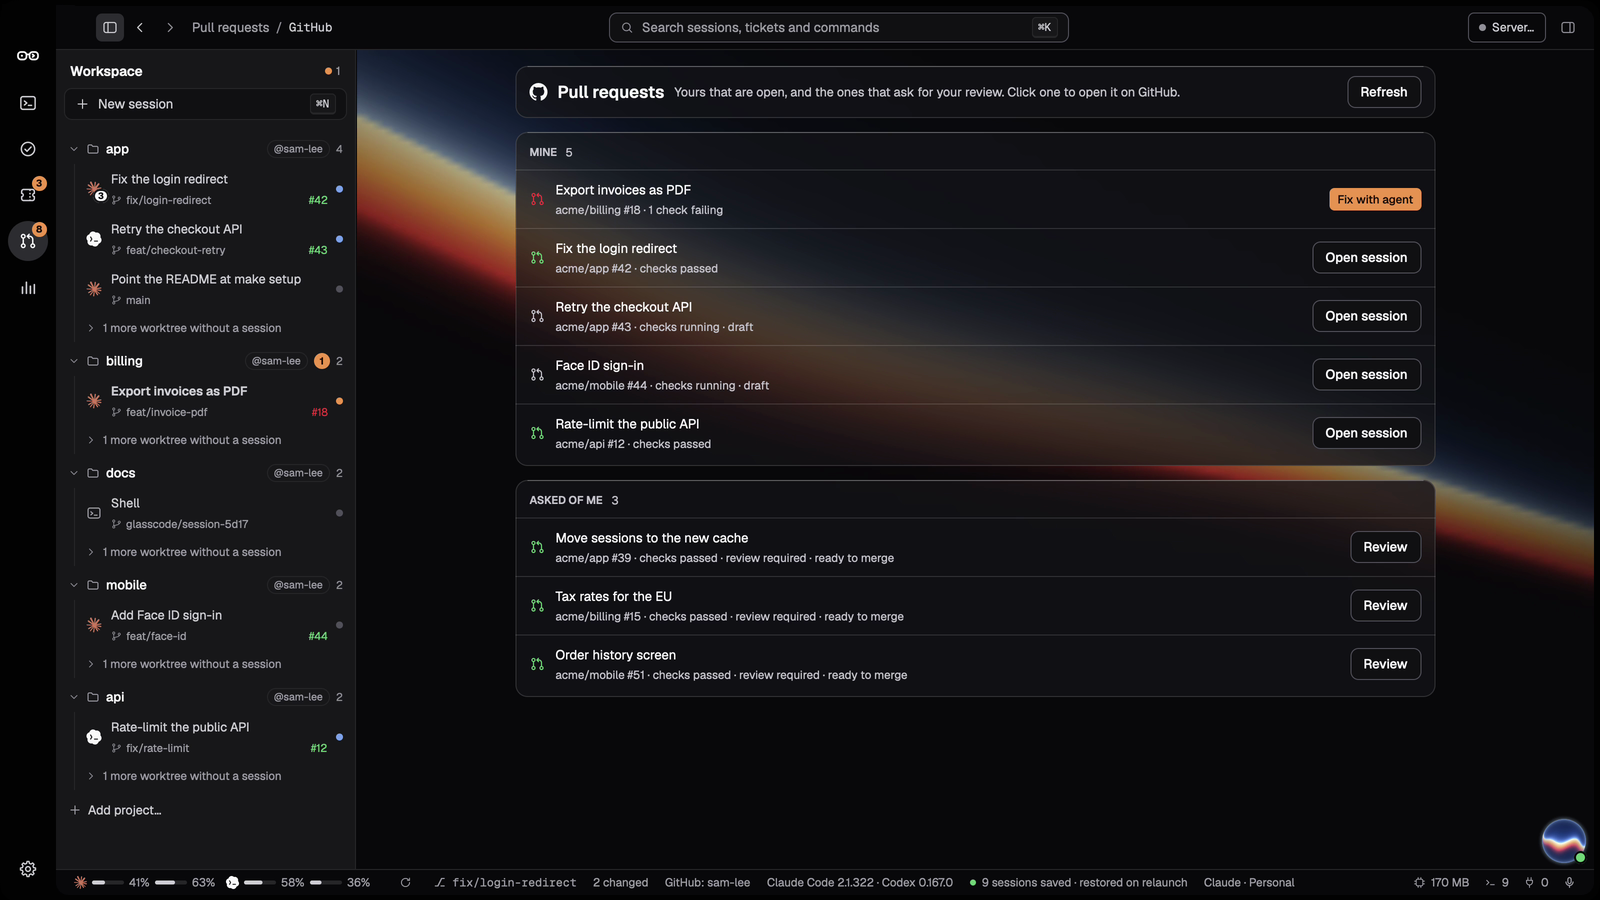 Pull requests / GitHub
Search sessions, tickets and commands
⌘K
Server...
Workspace
1
New session
⌘N
app
@sam-lee
4
Fix the login redirect
3
fix/login-redirect
#42
Retry the checkout API
feat/checkout-retry
#43
Point the README at make setup
main
1 more worktree without a session
billing
@sam-lee
1
2
Export invoices as PDF
feat/invoice-pdf
#18
1 more worktree without a session
docs
@sam-lee
2
Shell
glasscode/session-5d17
1 more worktree without a session
mobile
@sam-lee
2
Add Face ID sign-in
feat/face-id
#44
1 more worktree without a session
api
@sam-lee
2
Rate-limit the public API
fix/rate-limit
#12
1 more worktree without a session
Add project...
3
8
Pull requests
Yours that are open, and the ones that ask for your review. Click one to open it on GitHub.
Refresh
MINE 5
Export invoices as PDF
acme/billing #18 · 1 check failing
Fix with agent
Fix the login redirect
acme/app #42 · checks passed
Open session
Retry the checkout API
acme/app #43 · checks running · draft
Open session
Face ID sign-in
acme/mobile #44 · checks running · draft
Open session
Rate-limit the public API
acme/api #12 · checks passed
Open session
ASKED OF ME 3
Move sessions to the new cache
acme/app #39 · checks passed · review required · ready to merge
Review
Tax rates for the EU
acme/billing #15 · checks passed · review required · ready to merge
Review
Order history screen
acme/mobile #51 · checks passed · review required · ready to merge
Review
41% 63% 58% 36% fix/login-redirect 2 changed GitHub: sam-lee Claude Code 2.1.322 · Codex 0.167.0 9 sessions saved · restored on relaunch Claude · Personal 170 MB 9 0